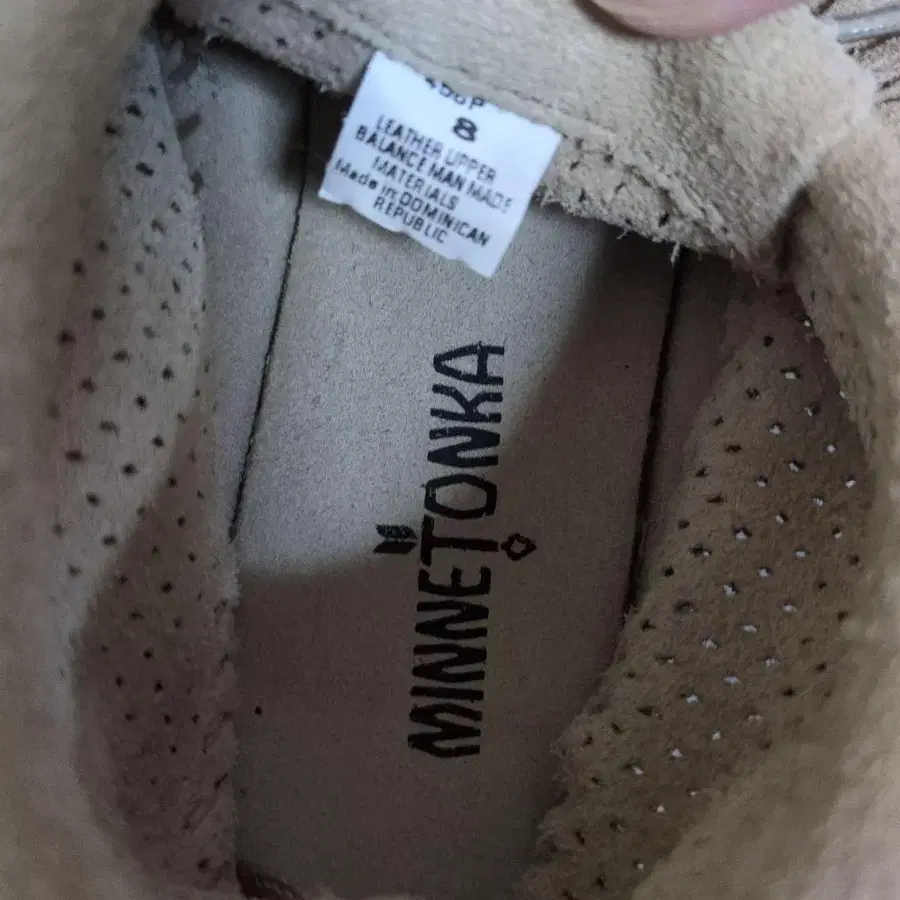 8
LEATHER UPPER
BALANCE MAN MADE
MATERIALS
Made in DOMINICAN
REPUBLIC
MINNETONKA